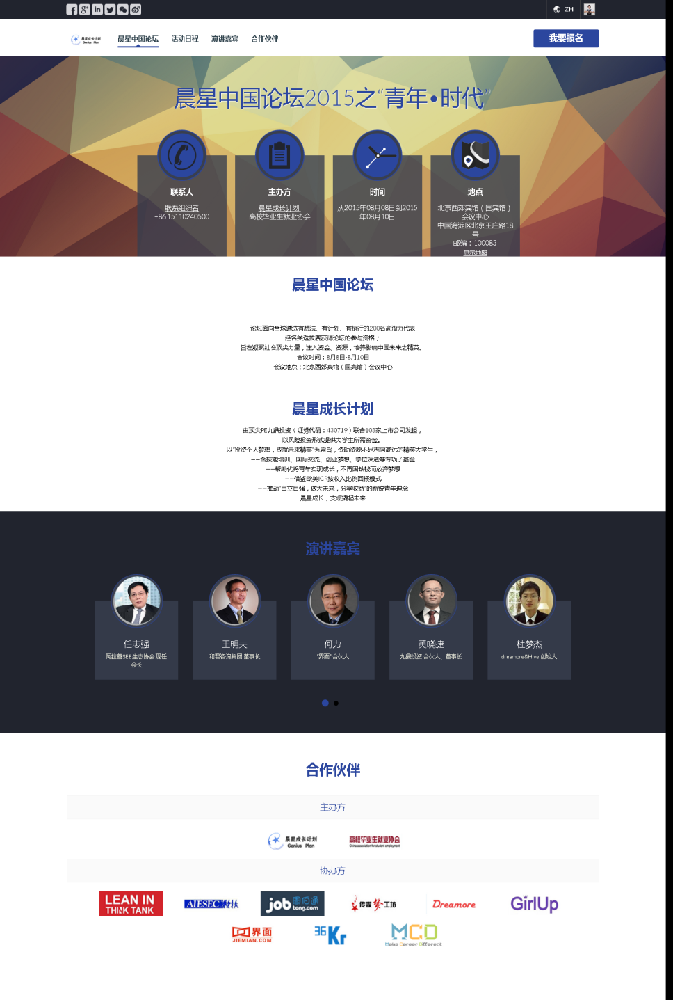 ZH
晨星成长计划
Genius Plan
晨星中国论坛 活动日程 演讲嘉宾 合作伙伴
我要报名
晨星中国论坛2015之“青年•时代”
联系人
联系组织者
+86 15110240500
主办方
晨星成长计划
高校毕业生就业协会
时间
从2015年08月08日到2015
年08月10日
地点
北京西郊宾馆（国宾馆）
会议中心
中国海淀区北京王庄路18
号
邮编：100083
显示地图
晨星中国论坛
论坛面向全球遴选有想法、有计划、有执行的200名高潜力代表
经各类选拔赛获得论坛的参与资格；
旨在凝聚社会顶尖力量，注入资金、资源，培养影响中国未来之精英。
会议时间：8月8日-8月10日
会议地点：北京西郊宾馆（国宾馆）会议中心
晨星成长计划
由顶尖PE九鼎投资（证券代码：430719）联合103家上市公司发起，
以风险投资形式提供大学生所需资金。
以“投资个人梦想，成就未来精英”为宗旨，资助资源不足志向高远的精英大学生，
——含技能培训、国际交流、创业梦想、学位深造等专项子基金
——帮助优秀青年实现成长，不再因缺钱而放弃梦想
——借鉴欧美ICR按收入比例回报模式
——推动“自立自强，做大未来，分享收益”的新锐青年理念
晨星成长，支点撬起未来
演讲嘉宾
任志强
阿拉善SEE生态协会 现任
会长
王明夫
和君咨询集团 董事长
何力
“界面” 合伙人
黄晓捷
九鼎投资 合伙人、董事长
杜梦杰
dreamore&Hive 创始人
合作伙伴
主办方
晨星成长计划
Genius Plan
高校毕业生就业协会
China association for student employment
协办方
LEAN IN
THINK TANK
AIESEC
job 周伯通
tong.com
传媒梦工坊
Dreamore
GirlUp
界面
JIEMIAN.COM
36Kr
MCD
Make Career Different